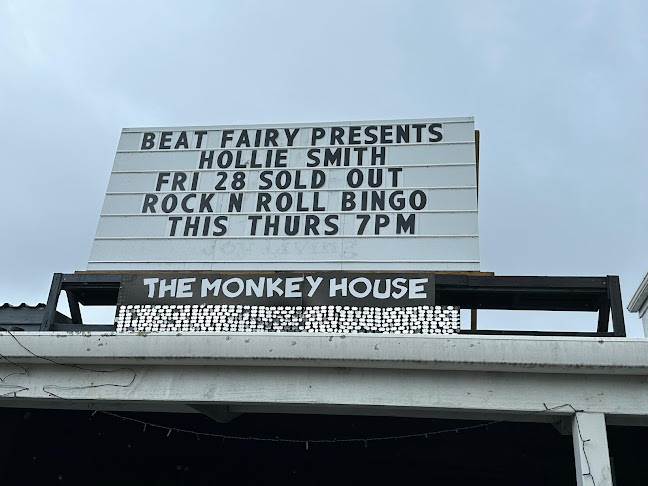 BEAT FAIRY PRESENTS
HOLLIE SMITH
FRI 28 SOLD OUT
ROCK N ROLL BINGO
THIS THURS 7PM
THE MONKEY HOUSE